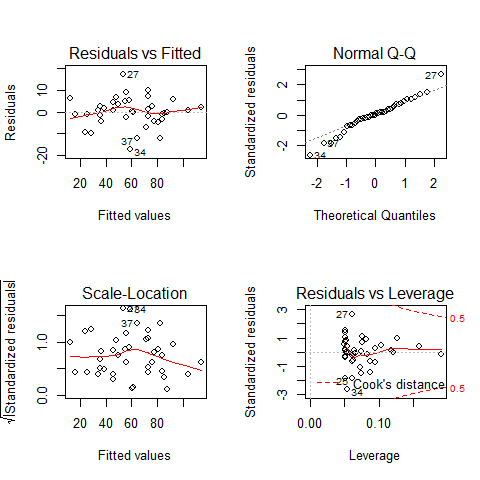 Residuals vs Fitted
Residuals
-20
0
10
27
37
34
20 40 60 80
Fitted values
Normal Q-Q
Standardized residuals
-2
0
2
27
34
-2 -1 0 1 2
Theoretical Quantiles
Scale-Location
√|Standardized residuals|
0.0
1.0
27
34
37
20 40 60 80
Fitted values
Residuals vs Leverage
Standardized residuals
-3
-1
1
3
27
34
0.5
0.5
Cook's distance
0.00 0.10
Leverage